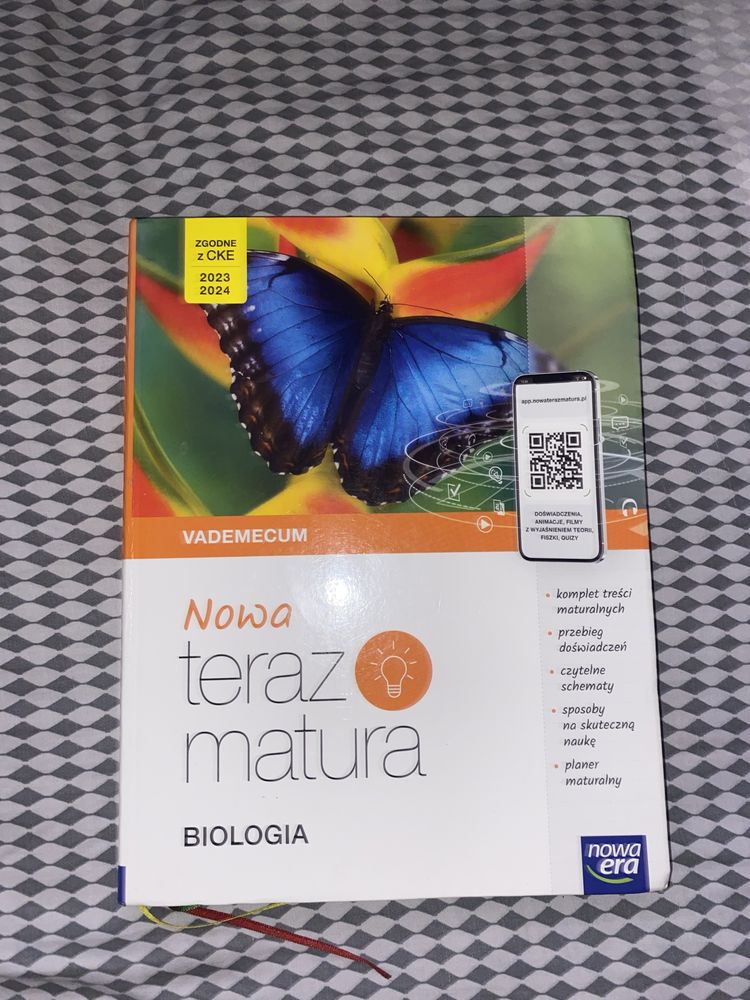 ZGODNE
z CKE
2023
2024
app.nowaterazmatura.pl
DOŚWIADCZENIA,
ANIMACJE, FILMY
Z WYJAŚNIENIEM TEORII,
FISZKI, QUIZY
VADEMECUM
Nowa
teraz
matura
BIOLOGIA
• komplet treści
maturalnych
• przebieg
doświadczeń
• czytelne
schematy
• sposoby
na skuteczną
naukę
• planer
maturalny
nowa
era